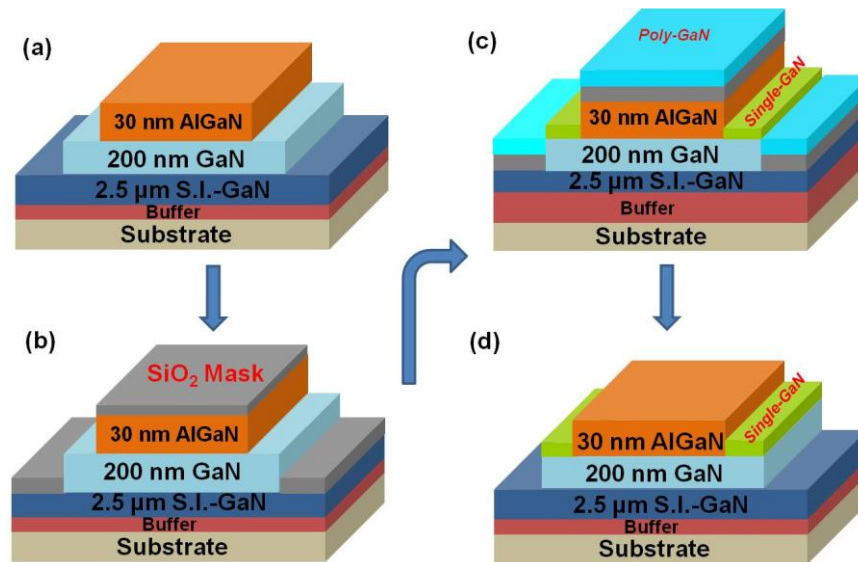 (a)
30 nm AlGaN
200 nm GaN
2.5 µm S.I.-GaN
Buffer
Substrate
(b)
SiO₂ Mask
30 nm AlGaN
200 nm GaN
2.5 µm S.I.-GaN
Buffer
Substrate
(c)
Poly-GaN
Single-GaN
30 nm AlGaN
200 nm GaN
2.5 µm S.I.-GaN
Buffer
Substrate
(d)
Single-GaN
30 nm AlGaN
200 nm GaN
2.5 µm S.I.-GaN
Buffer
Substrate